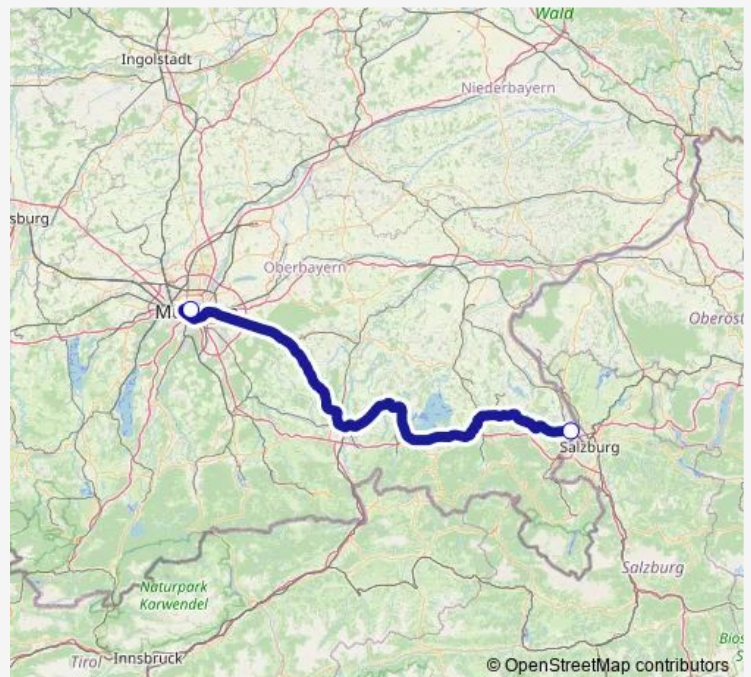 Wald
Ingolstadt
Niederbayern
sburg
Oberbayern
M
Oberöst
Salzburg
Salzburg
Naturpark
Karwendel
Bios
S
Tirol Innsbruck
© OpenStreetMap contributors